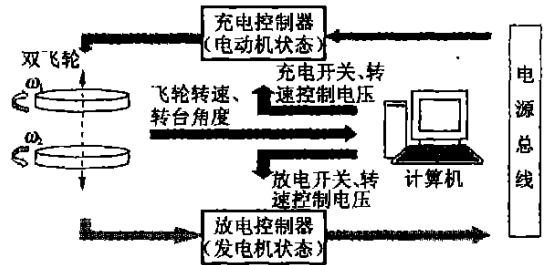 充电控制器
(电动机状态)
双飞轮
ω₁
ω₂
飞轮转速、
转台角度
充电开关、转
速控制电压
放电开关、转
速控制电压
计算机
电源总线
放电控制器
(发电机状态)